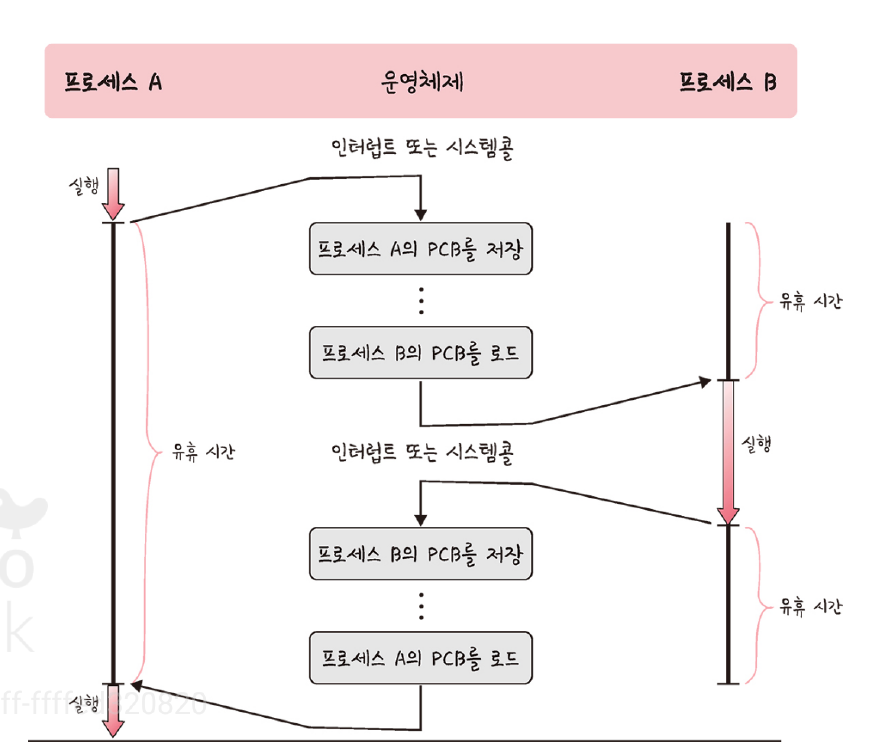 프로세스 A
운영체제
프로세스 B
인터럽트 또는 시스템콜
실행
프로세스 A의 PCB를 저장
유휴 시간
프로세스 B의 PCB를 로드
유휴 시간
인터럽트 또는 시스템콜
실행
프로세스 B의 PCB를 저장
유휴 시간
프로세스 A의 PCB를 로드
실행